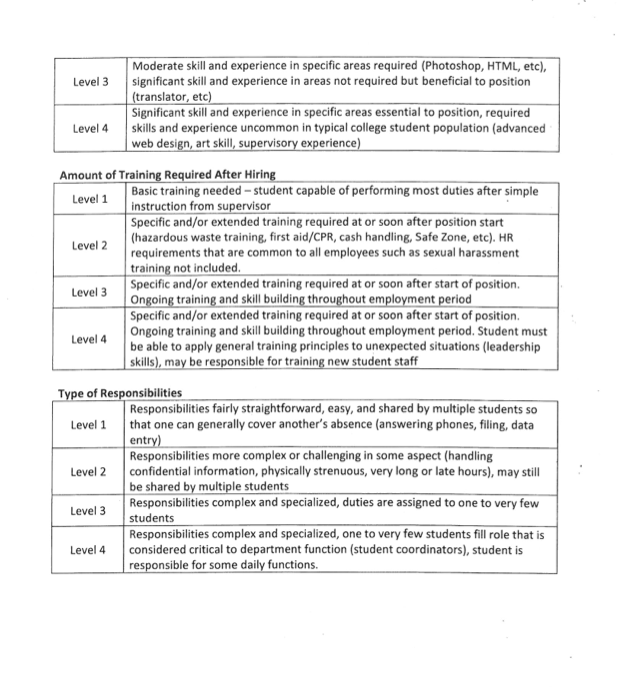 Level 3
Moderate skill and experience in specific areas required (Photoshop, HTML, etc),
significant skill and experience in areas not required but beneficial to position
(translator, etc)
Level 4
Significant skill and experience in specific areas essential to position, required
skills and experience uncommon in typical college student population (advanced
web design, art skill, supervisory experience)
Amount of Training Required After Hiring
Level 1
Basic training needed – student capable of performing most duties after simple
instruction from supervisor
Level 2
Specific and/or extended training required at or soon after position start
(hazardous waste training, first aid/CPR, cash handling, Safe Zone, etc). HR
requirements that are common to all employees such as sexual harassment
training not included.
Level 3
Specific and/or extended training required at or soon after start of position.
Ongoing training and skill building throughout employment period
Level 4
Specific and/or extended training required at or soon after start of position.
Ongoing training and skill building throughout employment period. Student must
be able to apply general training principles to unexpected situations (leadership
skills), may be responsible for training new student staff
Type of Responsibilities
Level 1
Responsibilities fairly straightforward, easy, and shared by multiple students so
that one can generally cover another's absence (answering phones, filing, data
entry)
Level 2
Responsibilities more complex or challenging in some aspect (handling
confidential information, physically strenuous, very long or late hours), may still
be shared by multiple students
Level 3
Responsibilities complex and specialized, duties are assigned to one to very few
students
Level 4
Responsibilities complex and specialized, one to very few students fill role that is
considered critical to department function (student coordinators), student is
responsible for some daily functions.